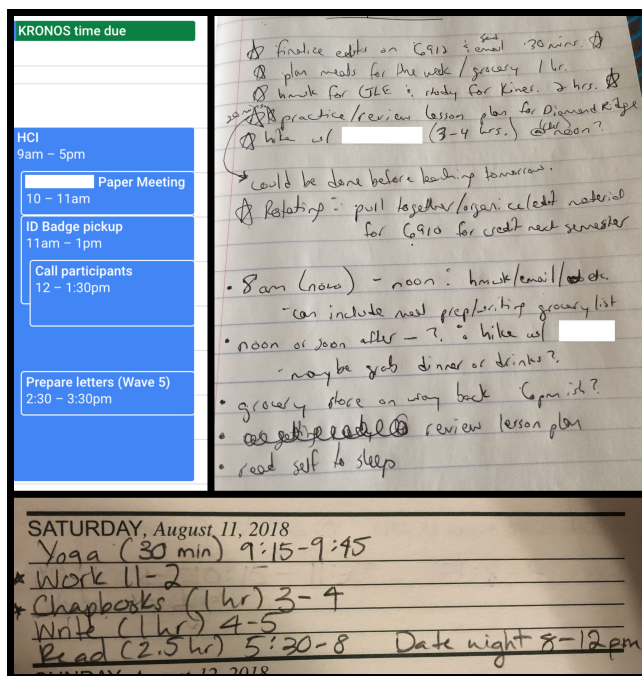 KRONOS time due
HCI
9am – 5pm
Paper Meeting
10 – 11am
ID Badge pickup
11am – 1pm
Call participants
12 – 1:30pm
Prepare letters (Wave 5)
2:30 – 3:30pm
finalize edits on C912 & send email 30 mins.
plan meals for the week / grocery 1 hr.
hmwk for GLE & study for Kines. 2 hrs.
practice/review lesson plan for Diamond Ridge
hike w/ (3-4 hrs.) @ noon?
could be done before teaching tomorrow.
Rotating: pull together/organize/edit material
for C910 for credit next semester
• 8am (now) - noon: hmwk/email/ etc.
- can include meal prep/writing grocery list
• noon or soon after - ?: hike w/
- maybe grab dinner or drinks?
• grocery store on way back 6pm ish?
• review lesson plan
• read self to sleep
SATURDAY, August 11, 2018
Yoga (30 min) 9:15-9:45
* Work 11-2
* Chapbooks (1 hr) 3-4
Write (1 hr) 4-5
Read (2.5 hr) 5:30-8 Date night 8-12pm